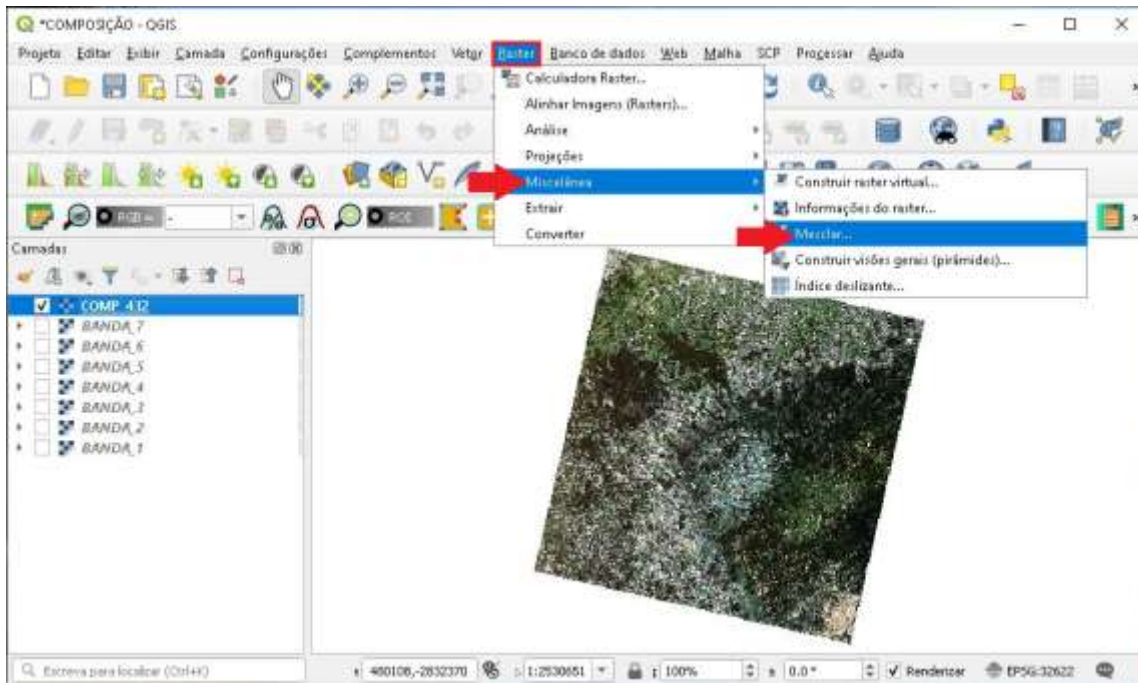 *COMPOSIÇÃO - QGIS
Projeto Editar Exibir Camada Configurações Complementos Vetor Raster Banco de dados Web Malha SCP Processar Ajuda
Calculadora Raster...
Alinhar Imagens (Rasters)...
Análise
Projeções
Miscelânea
Extrair
Converter
Construir raster virtual...
Informações do raster...
Mesclar...
Construir visões gerais (pirâmides)...
Índice deslizante...
RGB = -
ROI
Camadas
COMP_432
BANDA_7
BANDA_6
BANDA_5
BANDA_4
BANDA_3
BANDA_2
BANDA_1
Escreva para localizar (Ctrl+K)
460108,-2832370
1:2530651
100%
0.0°
Renderizar
EPSG:32622